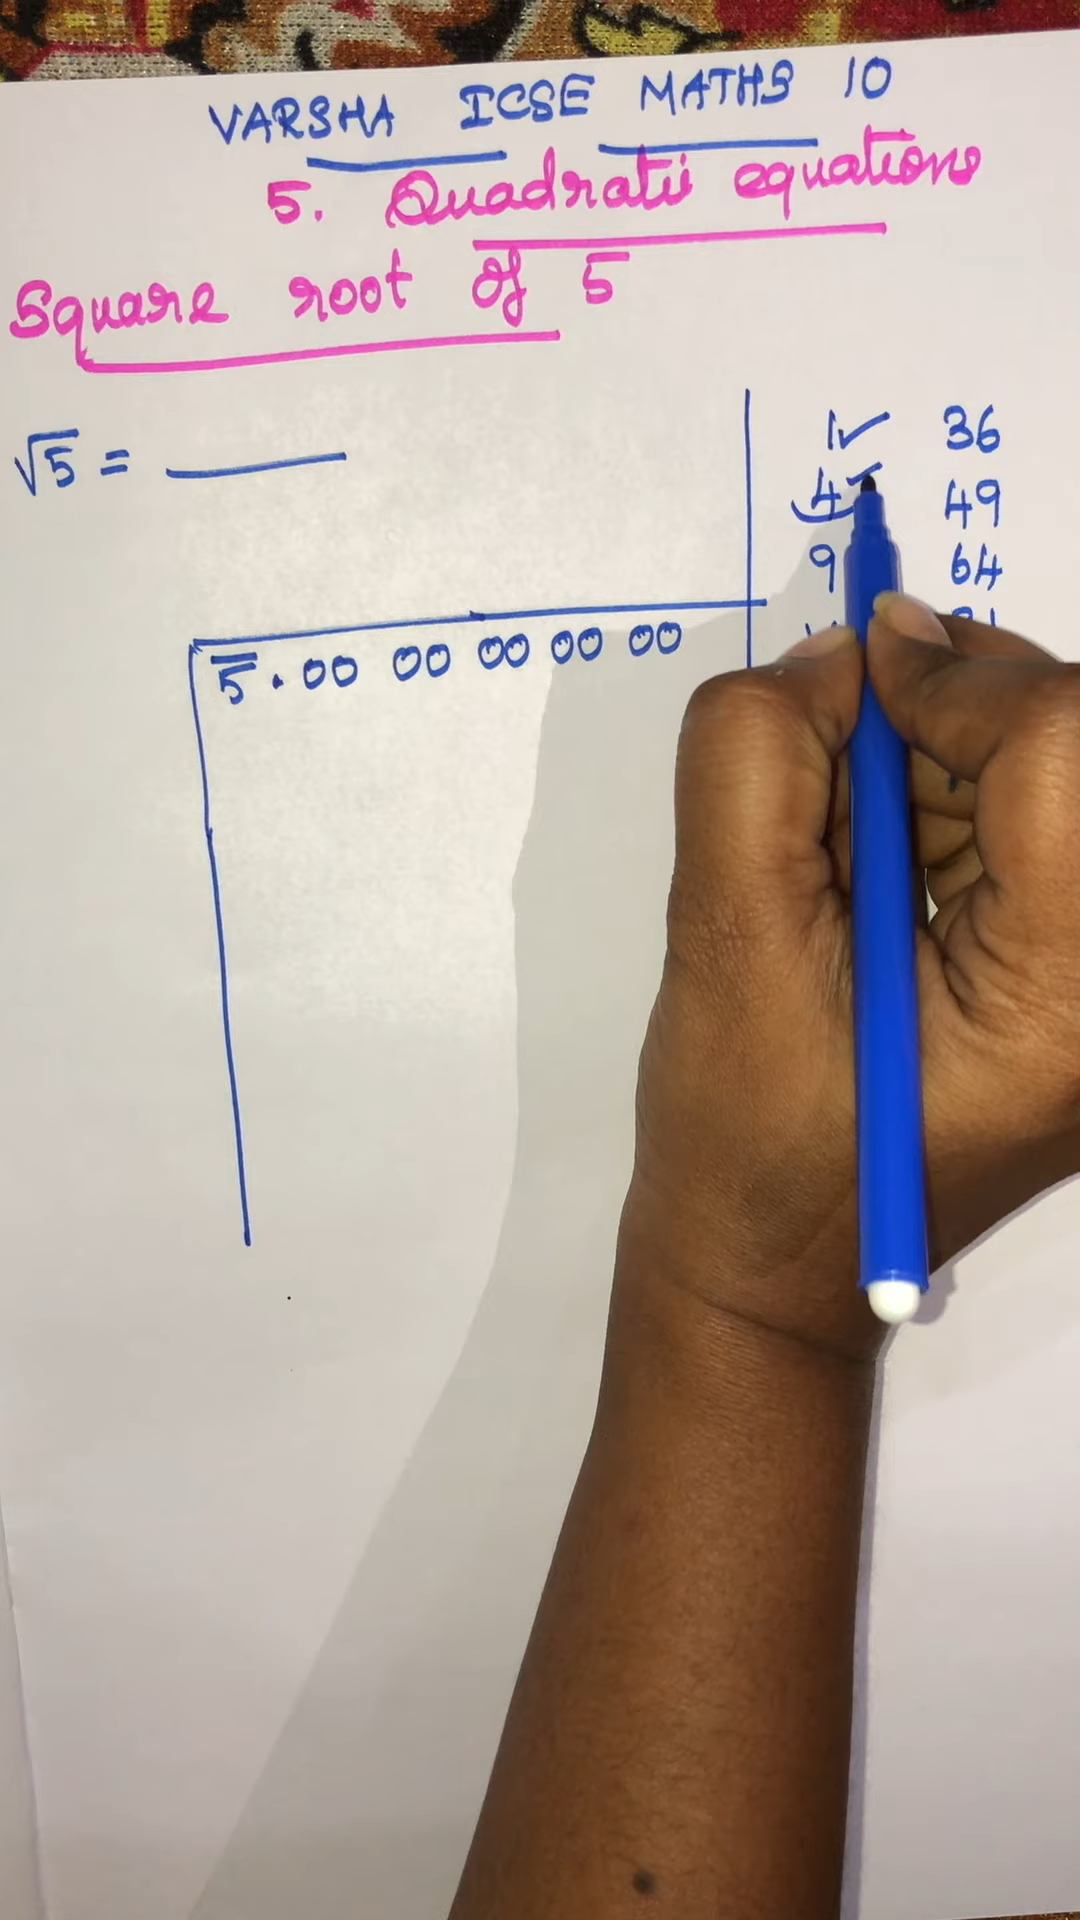 VARSHA ICSE MATHS 10
5. Quadratic equations
Square root of 5
√5 =
1 36
4 49
9 64
5.00 00 00 00 00